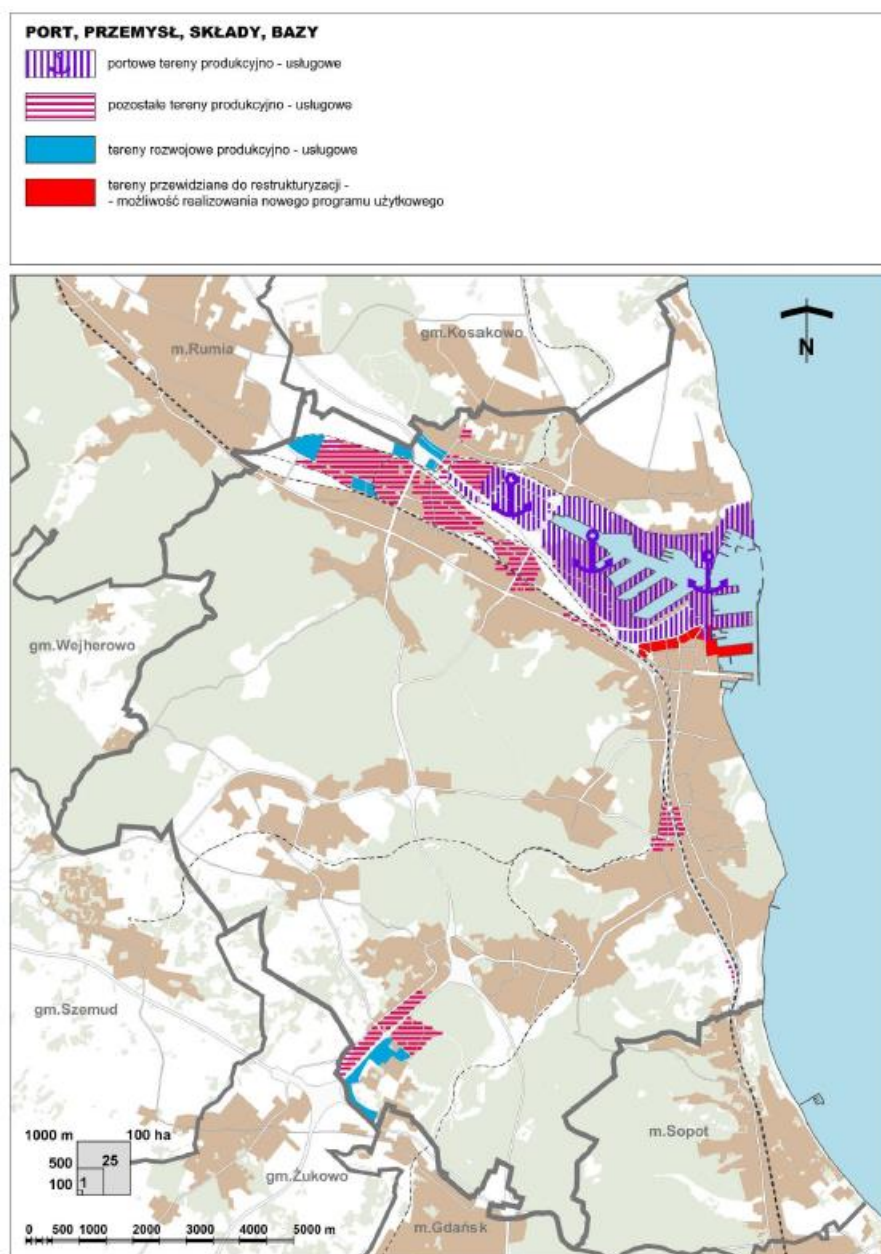 PORT, PRZEMYSŁ, SKŁADY, BAZY
portowe tereny produkcyjno - usługowe
pozostałe tereny produkcyjno - usługowe
tereny rozwojowe produkcyjno - usługowe
tereny przewidziane do restrukturyzacji -
- możliwość realizowania nowego programu użytkowego
gm.Kosakowo
m.Rumia
N
gm.Wejherowo
gm.Szemud
m.Sopot
1000 m 100 ha
500 25
100 1
gm.Żukowo
m.Gdańsk
0 500 1000 2000 3000 4000 5000 m